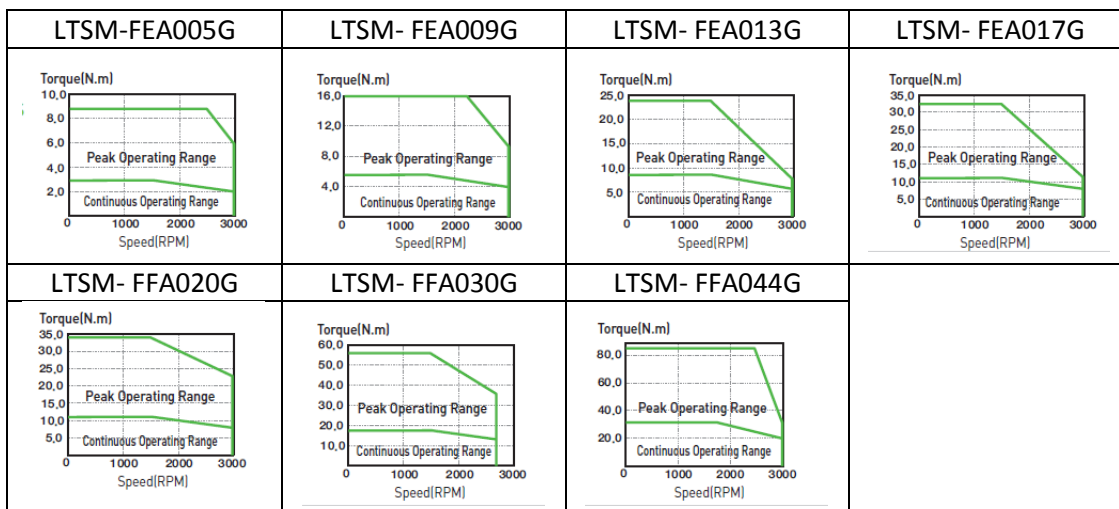 LTSM-FEA005G
LTSM- FEA009G
LTSM- FEA013G
LTSM- FEA017G
Torque(N.m)
10,0
8,0
6,0
4,0
2,0
Peak Operating Range
Continuous Operating Range
0 1000 2000 3000
Speed(RPM)
Torque(N.m)
16,0
12,0
8,0
4,0
Peak Operating Range
Continuous Operating Range
0 1000 2000 3000
Speed(RPM)
Torque(N.m)
25,0
20,0
15,0
10,0
5,0
Peak Operating Range
Continuous Operating Range
0 1000 2000 3000
Speed(RPM)
Torque(N.m)
35,0
30,0
25,0
20,0
15,0
10,0
5,0
Peak Operating Range
Continuous Operating Range
0 1000 2000 3000
Speed(RPM)
LTSM- FFA020G
LTSM- FFA030G
LTSM- FFA044G
Torque(N.m)
35,0
30,0
25,0
20,0
15,0
10,0
5,0
Peak Operating Range
Continuous Operating Range
0 1000 2000 3000
Speed(RPM)
Torque(N.m)
60,0
50,0
40,0
30,0
20,0
10,0
Peak Operating Range
Continuous Operating Range
0 1000 2000 3000
Speed(RPM)
Torque(N.m)
80,0
60,0
40,0
20,0
Peak Operating Range
Continuous Operating Range
0 1000 2000 3000
Speed(RPM)